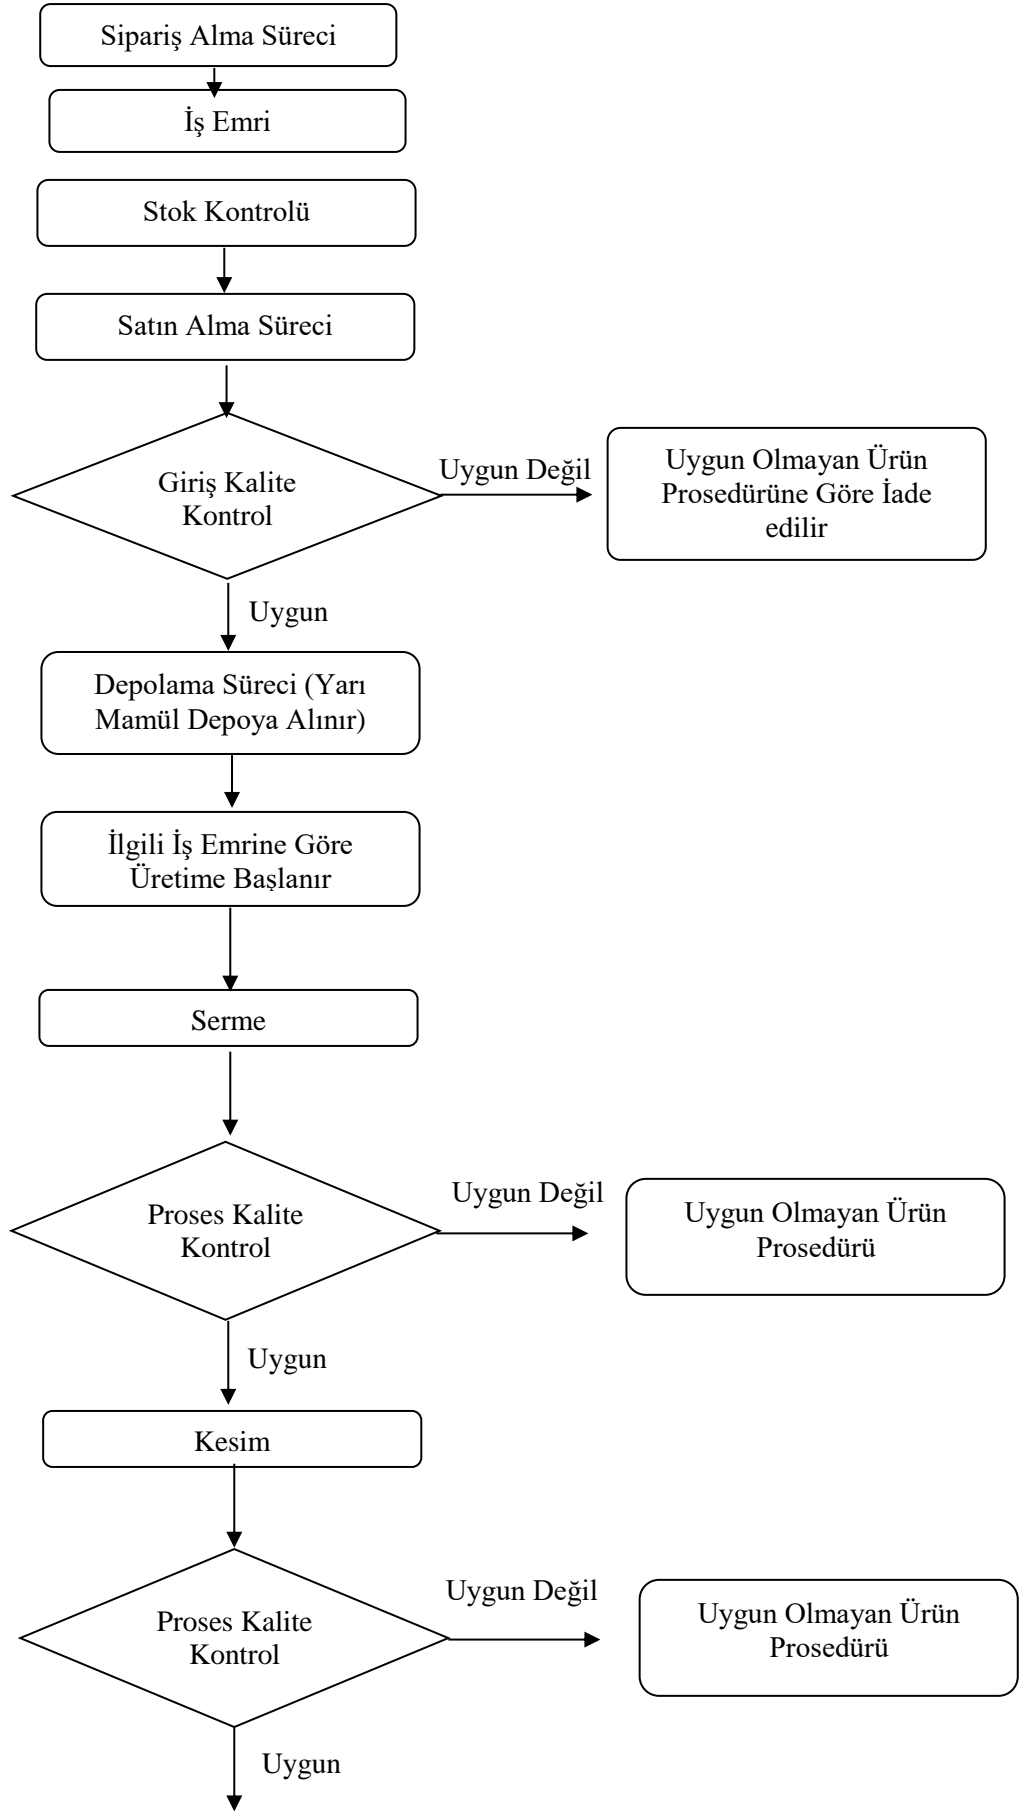 Sipariş Alma Süreci
İş Emri
Stok Kontrolü
Satın Alma Süreci
Giriş Kalite
Kontrol
Uygun Değil
Uygun Olmayan Ürün
Prosedürüne Göre İade
edilir
Uygun
Depolama Süreci (Yarı
Mamül Depoya Alınır)
İlgili İş Emrine Göre
Üretime Başlanır
Serme
Proses Kalite
Kontrol
Uygun Değil
Uygun Olmayan Ürün
Prosedürü
Uygun
Kesim
Proses Kalite
Kontrol
Uygun Değil
Uygun Olmayan Ürün
Prosedürü
Uygun